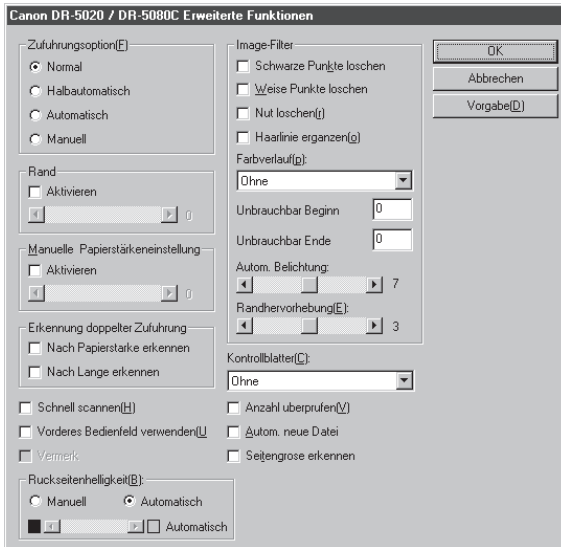 Canon DR-5020 / DR-5080C Erweiterte Funktionen
Zufuhrungsoption(F)
Normal
Halbautomatisch
Automatisch
Manuell
Rand
Aktivieren
0
Manuelle Papierstärkeneinstellung
Aktivieren
0
Erkennung doppelter Zufuhrung
Nach Papierstarke erkennen
Nach Lange erkennen
Schnell scannen(H)
Vorderes Bedienfeld verwenden(U
Vermerk
Ruckseitenhelligkeit(B):
Manuell
Automatisch
Automatisch
Image-Filter
Schwarze Punkte loschen
Weise Punkte loschen
Nut loschen(r)
Haarlinie erganzen(o)
Farbverlauf(p):
Ohne
Unbrauchbar Beginn 0
Unbrauchbar Ende 0
Autom. Belichtung:
7
Randhervorhebung(E):
3
Kontrollblatter(C):
Ohne
Anzahl uberprufen(V)
Autom. neue Datei
Seitengrose erkennen
OK
Abbrechen
Vorgabe(D)